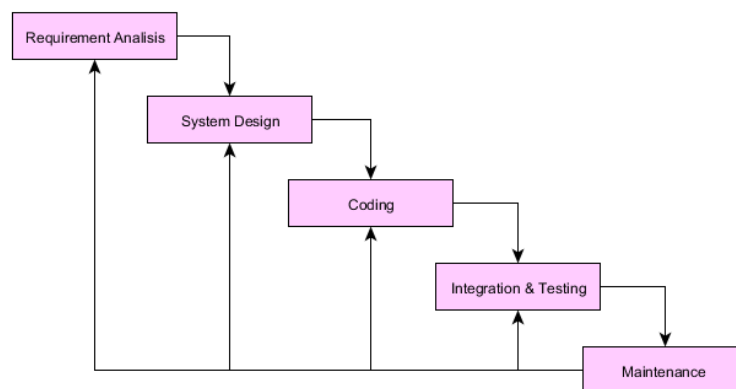 Requirement Analisis
System Design
Coding
Integration & Testing
Maintenance